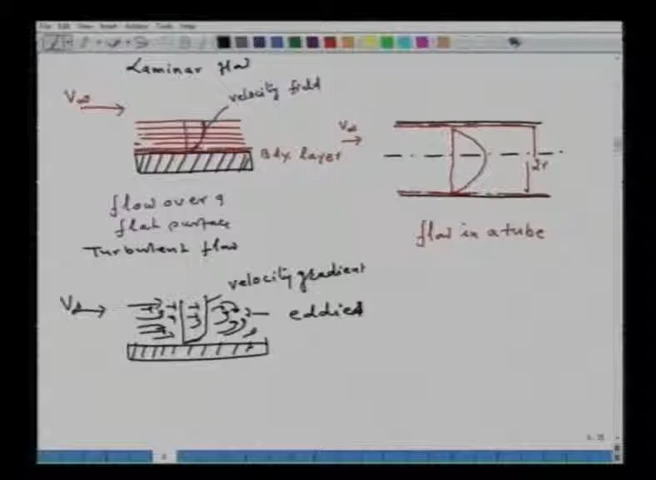 Laminar flow
velocity field
V∞
V∞
Bdy. layer
2r
flow over a
flat surface
flow in a tube
Turbulent flow
velocity gradient
V∞
eddies